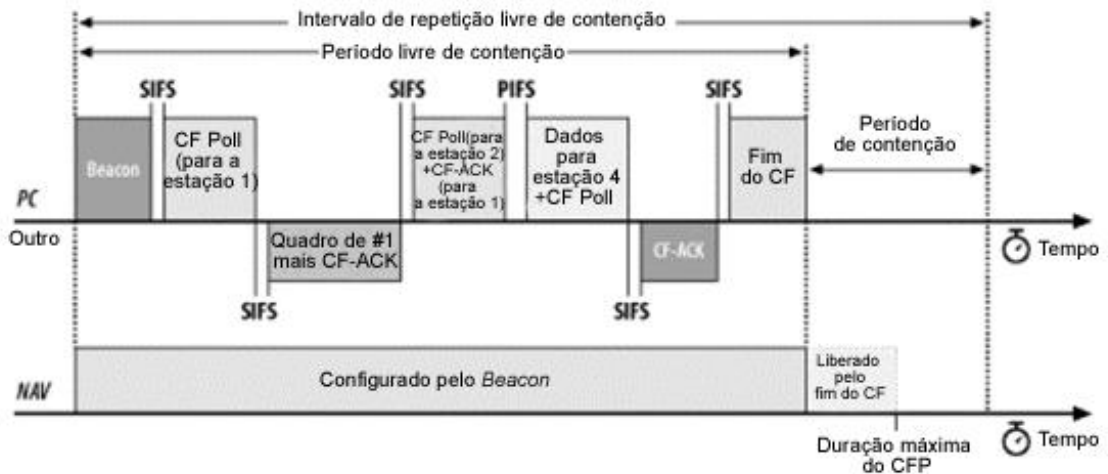 Intervalo de repetição livre de contenção
Período livre de contenção
SIFS
SIFS
PIFS
SIFS
Beacon
CF Poll
(para a
estação 1)
CF Poll(para
a estação 2)
+CF-ACK
(para
a estação 1)
Dados
para
estação 4
+CF Poll
Fim
do CF
Período
de contenção
PC
Outro
Quadro de #1
mais CF-ACK
CF-ACK
Tempo
SIFS
SIFS
NAV
Configurado pelo Beacon
Liberado
pelo
fim do CF
Tempo
Duração máxima
do CFP